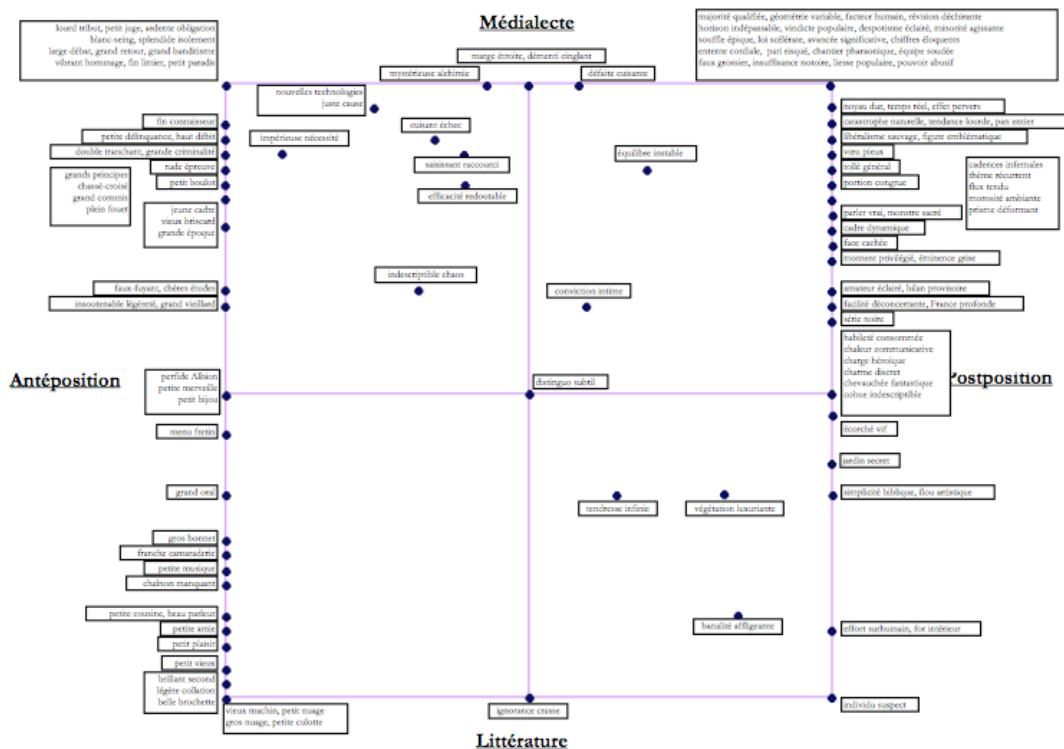 Médialecte
lourd tribut, petit juge, ardente obligation
blanc-seing, splendide isolement
large débat, grand retour, grand banditisme
vibrant hommage, fin limier, petit paradis
majorité qualifiée, géométrie variable, facteur humain, révision déchirante
horizon indépassable, vindicte populaire, despotisme éclairé, minorité agissante
souffle épique, loi scélérate, avancée significative, chiffres éloquents
entente cordiale, pari risqué, chantier pharaonique, équipe soudée
faux grossier, insuffisance notoire, liesse populaire, pouvoir abusif
marge étroite, démenti cinglant
mystérieuse alchimie
défaite cuisante
nouvelles technologies
juste cause
noyau dur, temps réel, effet pervers
fin connaisseur
cuisant échec
catastrophe naturelle, tendance lourde, pan entier
petite délinquance, haut débit
impérieuse nécessité
libéralisme sauvage, figure emblématique
double tranchant, grande criminalité
saisissant raccourci
équilibre instable
vœu pieux
rude épreuve
tollé général
petit boulot
efficacité redoutable
portion congrue
grands principes
chassé-croisé
grand commis
plein fouet
cadences infernales
thème récurrent
flux tendu
morosité ambiante
prisme déformant
jeune cadre
vieux briscard
grande époque
parler vrai, monstre sacré
cadre dynamique
face cachée
moment privilégié, éminence grise
indescriptible chaos
faux-fuyant, chères études
conviction intime
amateur éclairé, bilan provisoire
insoutenable légèreté, grand vieillard
facilité déconcertante, France profonde
série noire
habileté consommée
chaleur communicative
charge héroïque
charme discret
chevauchée fantastique
cohue indescriptible
Antéposition
perfide Albion
petite merveille
petit bijou
distinguo subtil
Postposition
menu fretin
écorché vif
jardin secret
grand oral
tendresse infinie
végétation luxuriante
simplicité biblique, flou artistique
gros bonnet
franche camaraderie
petite musique
chaînon manquant
petite cousine, beau parleur
petite amie
banalité affligeante
effort surhumain, for intérieur
petit plaisir
petit vieux
brillant second
légère collation
belle brochette
vieux machin, petit nuage
gros nuage, petite culotte
ignorance crasse
individu suspect
Littérature